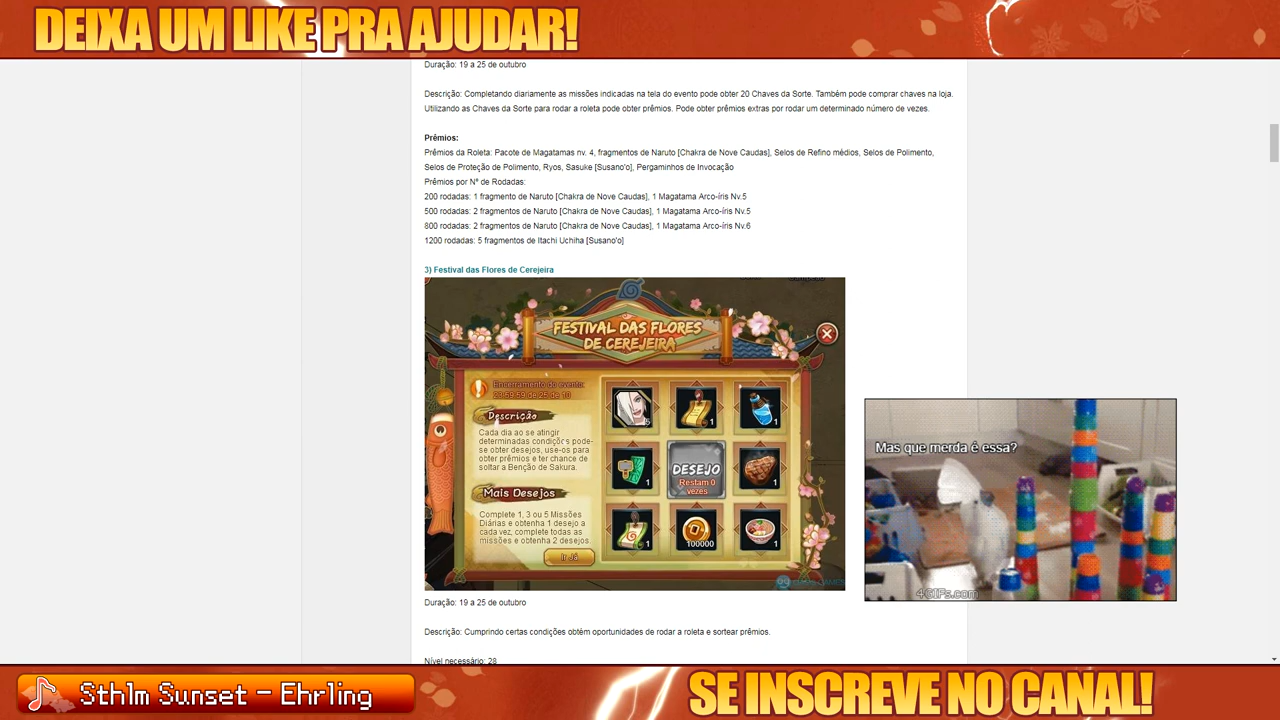 DEIXA UM LIKE PRA AJUDAR!
Duração: 19 a 25 de outubro
Descrição: Completando diariamente as missões indicadas na tela do evento pode obter 20 Chaves da Sorte. Também pode comprar chaves na loja.
Utilizando as Chaves da Sorte para rodar a roleta pode obter prêmios. Pode obter prêmios extras por rodar um determinado número de vezes.
Prêmios:
Prêmios da Roleta: Pacote de Magatamas nv. 4, fragmentos de Naruto [Chakra de Nove Caudas], Selos de Refino médios, Selos de Polimento,
Selos de Proteção de Polimento, Ryos, Sasuke [Susano'o], Pergaminhos de Invocação
Prêmios por Nº de Rodadas:
200 rodadas: 1 fragmento de Naruto [Chakra de Nove Caudas], 1 Magatama Arco-íris Nv.5
500 rodadas: 2 fragmentos de Naruto [Chakra de Nove Caudas], 1 Magatama Arco-íris Nv.5
800 rodadas: 2 fragmentos de Naruto [Chakra de Nove Caudas], 1 Magatama Arco-íris Nv.6
1200 rodadas: 5 fragmentos de Itachi Uchiha [Susano'o]
3) Festival das Flores de Cerejeira
FESTIVAL DAS FLORES
DE CEREJEIRA
Encerramento do evento:
23:59:59 de 25 de 10
Descrição
Cada dia ao se atingir
determinadas condições pode-
se obter desejos, use-os para
obter prêmios e ter chance de
soltar a Benção de Sakura.
Mais Desejos
Complete 1, 3 ou 5 Missões
Diárias e obtenha 1 desejo a
cada vez, complete todas as
missões e obtenha 2 desejos.
Ir Já
5
1
1
1
DESEJO
Restam 0
vezes
1
1
100000
1
Mas que merda é essa?
4GIFs.com
Duração: 19 a 25 de outubro
Descrição: Cumprindo certas condições obtém oportunidades de rodar a roleta e sortear prêmios.
Nível necessário: 28
Sthlm Sunset - Ehrling
SE INSCREVE NO CANAL!